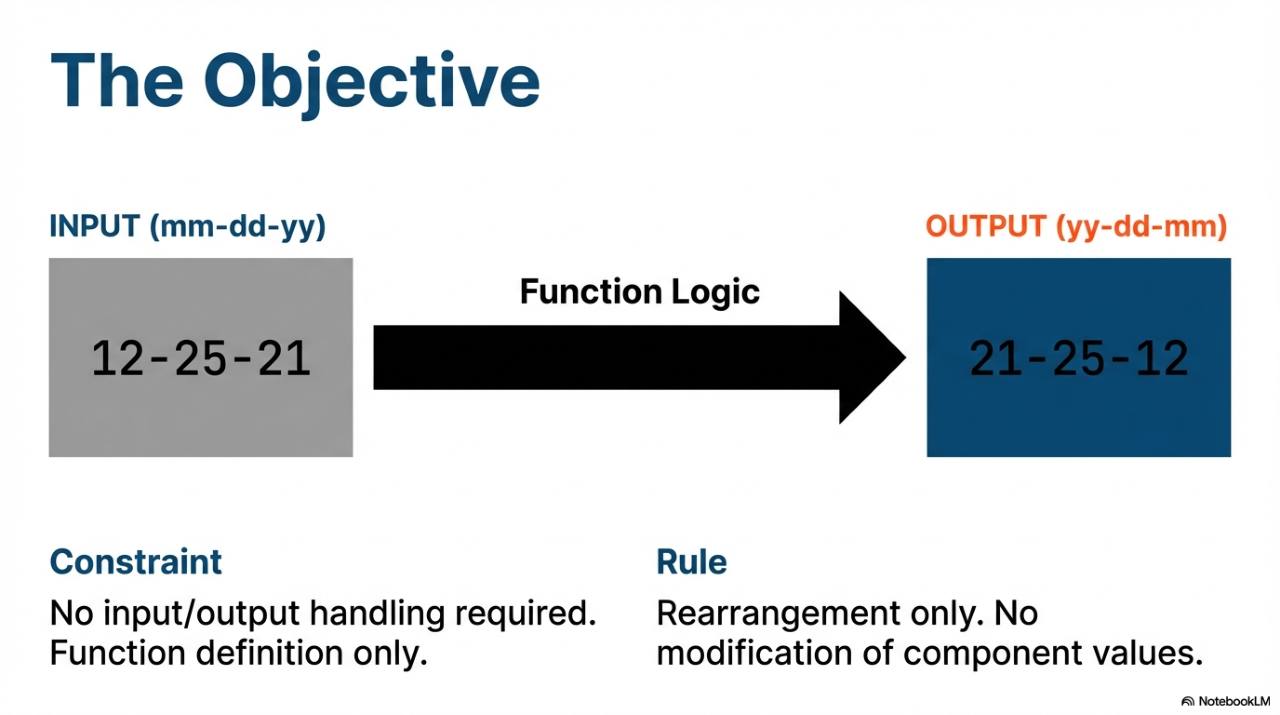 The Objective
INPUT (mm-dd-yy)
12-25-21
Function Logic
OUTPUT (yy-dd-mm)
21-25-12
Constraint
No input/output handling required.
Function definition only.
Rule
Rearrangement only. No
modification of component values.
NotebookLM